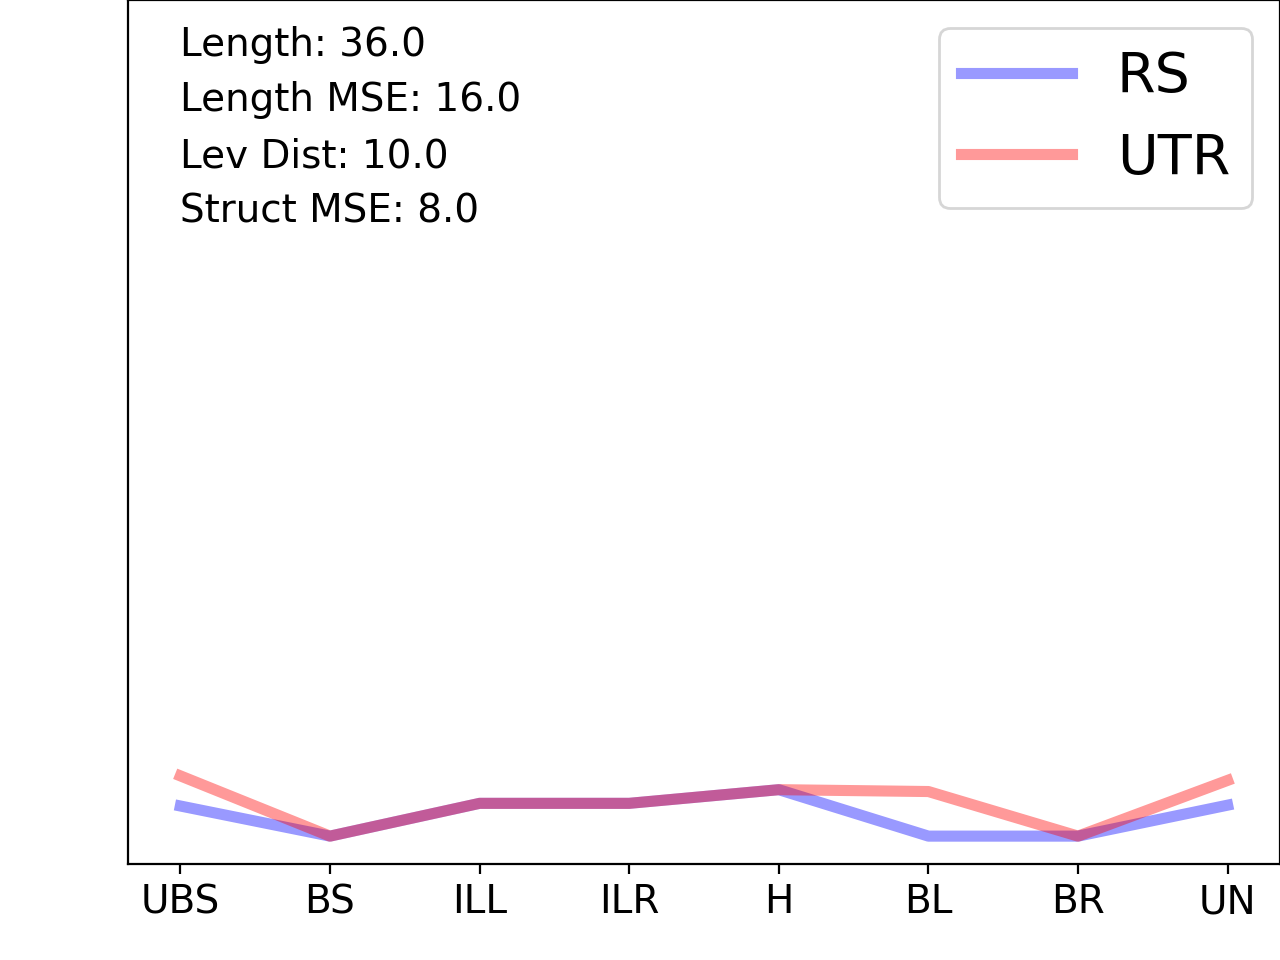 Length: 36.0
Length MSE: 16.0
Lev Dist: 10.0
Struct MSE: 8.0
RS
UTR
UBS BS ILL ILR H BL BR UN